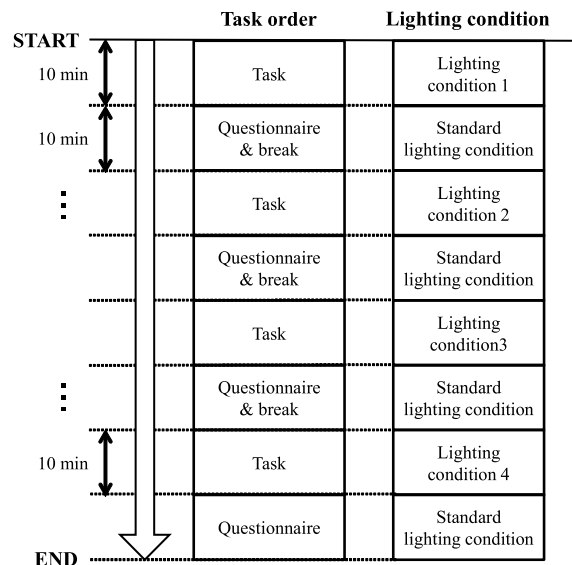 Task order
Lighting condition
START
10 min
Task
Lighting
condition 1
10 min
Questionnaire
& break
Standard
lighting condition
Task
Lighting
condition 2
Questionnaire
& break
Standard
lighting condition
Task
Lighting
condition3
Questionnaire
& break
Standard
lighting condition
10 min
Task
Lighting
condition 4
Questionnaire
Standard
lighting condition
END